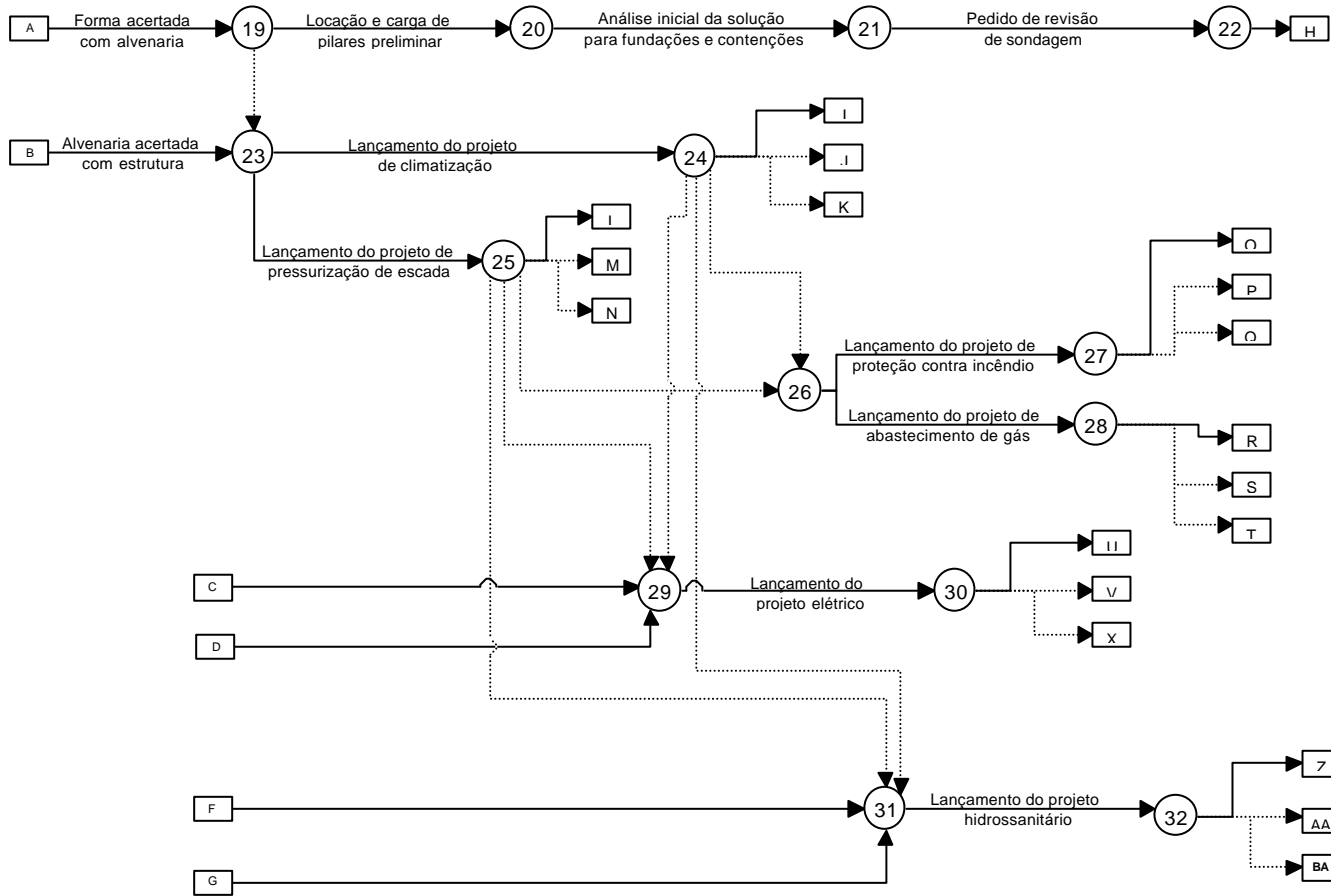 A
Forma acertada
com alvenaria
19
Locação e carga de
pilares preliminar
20
Análise inicial da solução
para fundações e contenções
21
Pedido de revisão
de sondagem
22
H
B
Alvenaria acertada
com estrutura
23
Lançamento do projeto
de climatização
24
I
J
K
Lançamento do projeto de
pressurização de escada
25
L
M
N
26
Lançamento do projeto de
proteção contra incêndio
27
O
P
Q
Lançamento do projeto de
abastecimento de gás
28
R
S
T
C
29
Lançamento do
projeto elétrico
30
U
V
X
D
F
31
Lançamento do projeto
hidrossanitário
32
Z
AA
BA
G